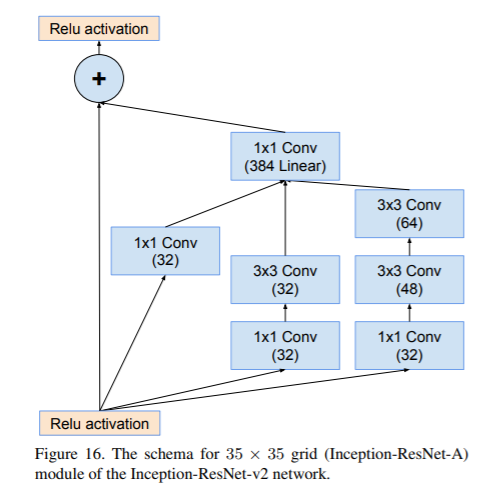 Relu activation
+
1x1 Conv
(384 Linear)
3x3 Conv
(64)
1x1 Conv
(32)
3x3 Conv
(32)
3x3 Conv
(48)
1x1 Conv
(32)
1x1 Conv
(32)
Relu activation
Figure 16. The schema for 35 × 35 grid (Inception-ResNet-A)
module of the Inception-ResNet-v2 network.